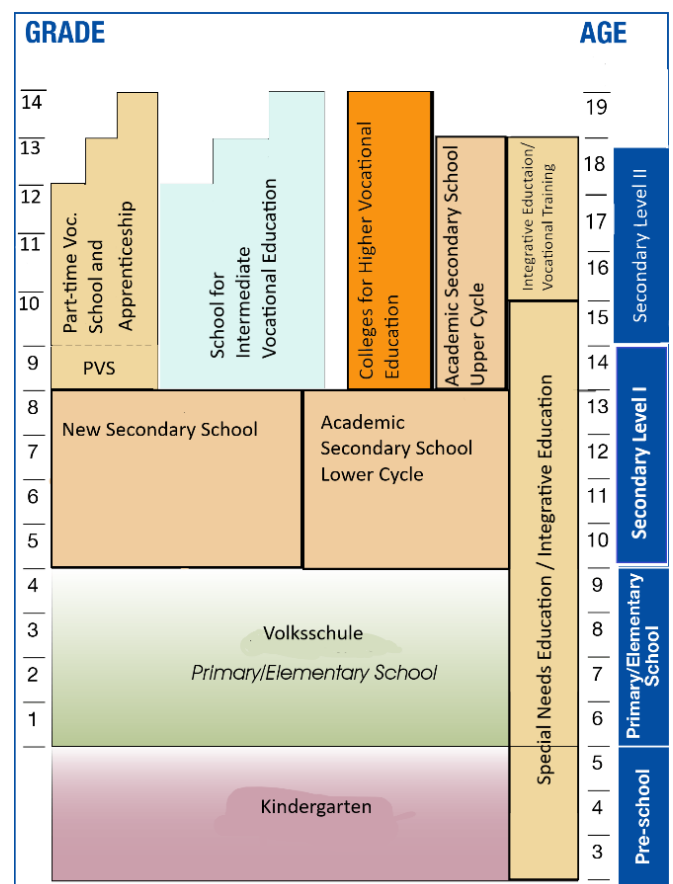 GRADE
AGE
14
13
12
11
10
9
8
7
6
5
4
3
2
1
Part-time Voc.
School and
Apprenticeship
PVS
School for
Intermediate
Vocational Education
Colleges for Higher Vocational
Education
Academic Secondary School
Upper Cycle
Integrative Eductaion/
Vocational Training
New Secondary School
Academic
Secondary School
Lower Cycle
Special Needs Education / Integrative Education
Volksschule
Primary/Elementary School
Kindergarten
19
18
17
16
15
14
13
12
11
10
9
8
7
6
5
4
3
Secondary Level II
Secondary Level I
Primary/Elementary
School
Pre-school